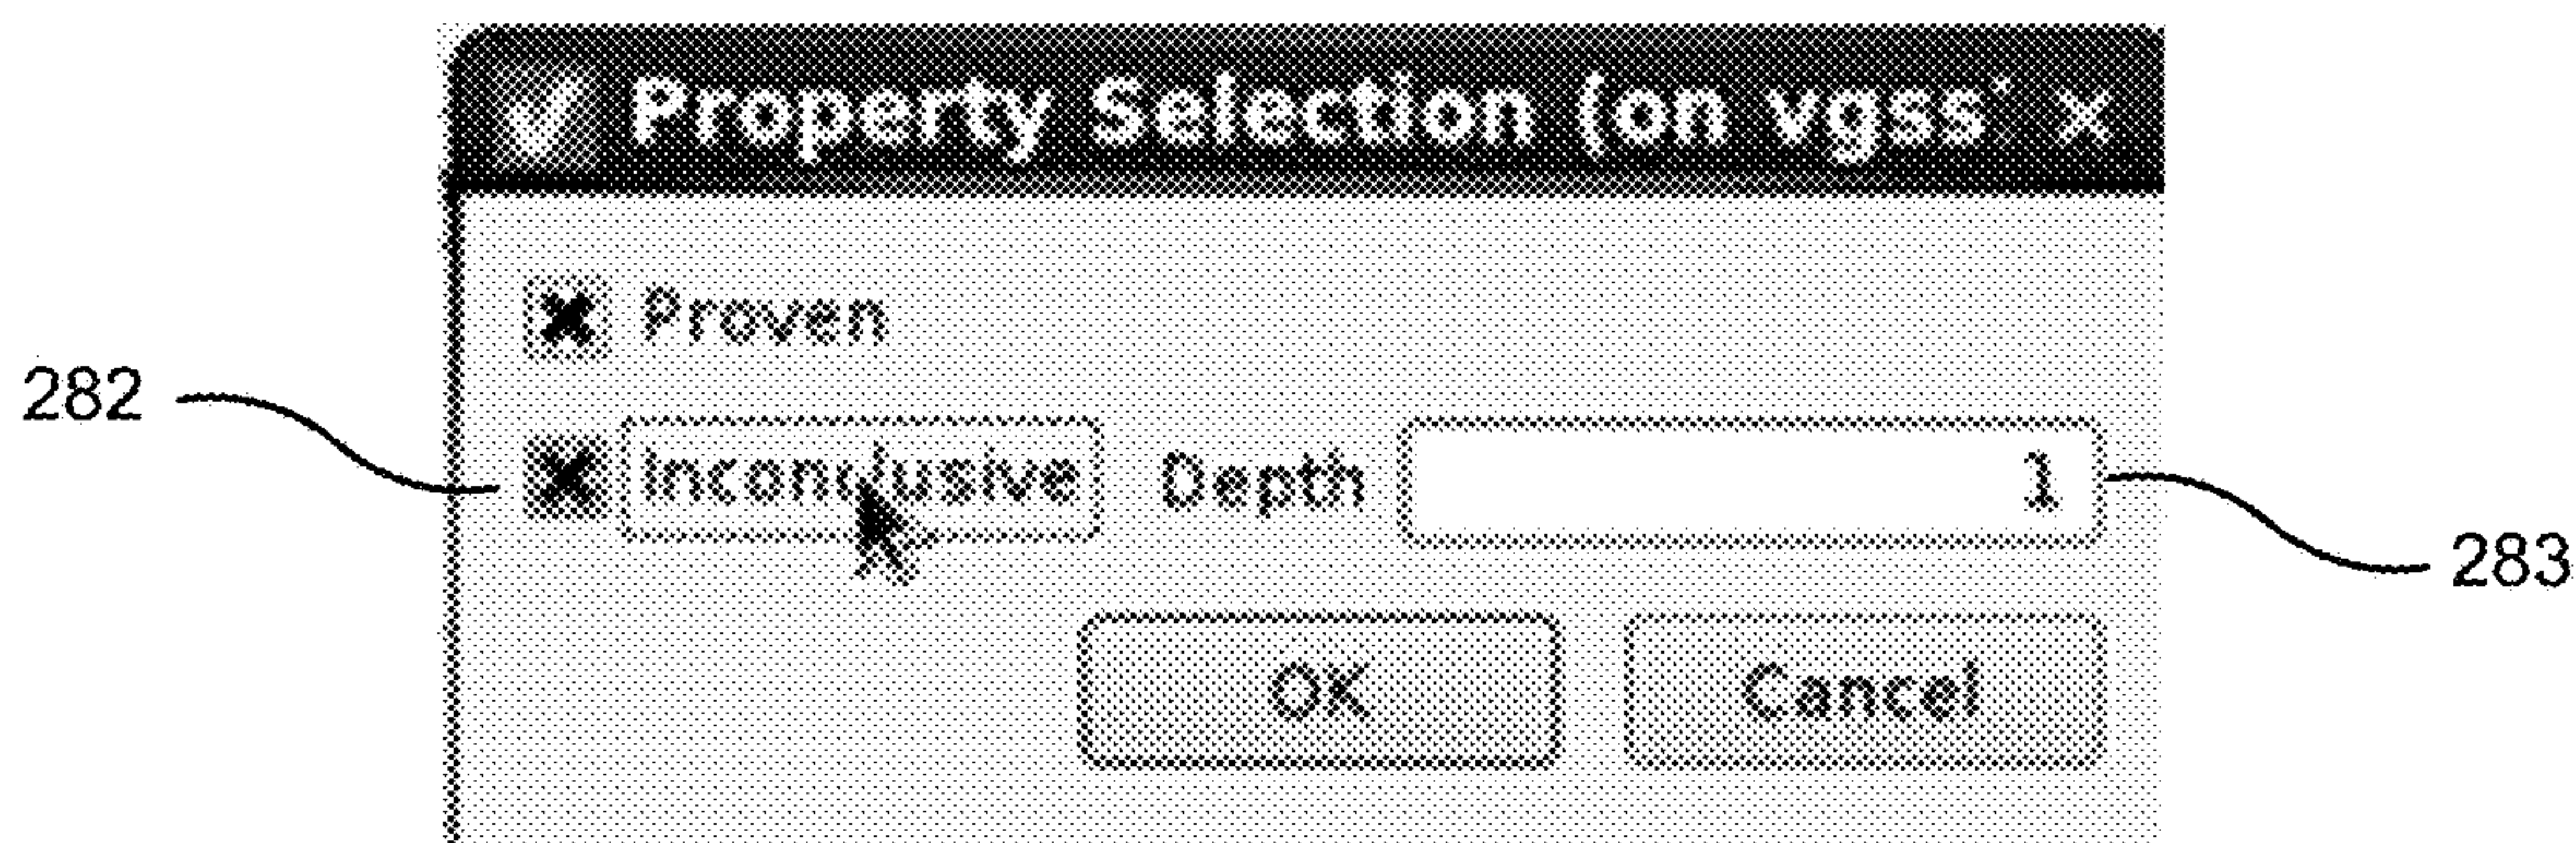 Property Selection (on vgss
Proven
282
Inconclusive Depth 1
283
OK Cancel